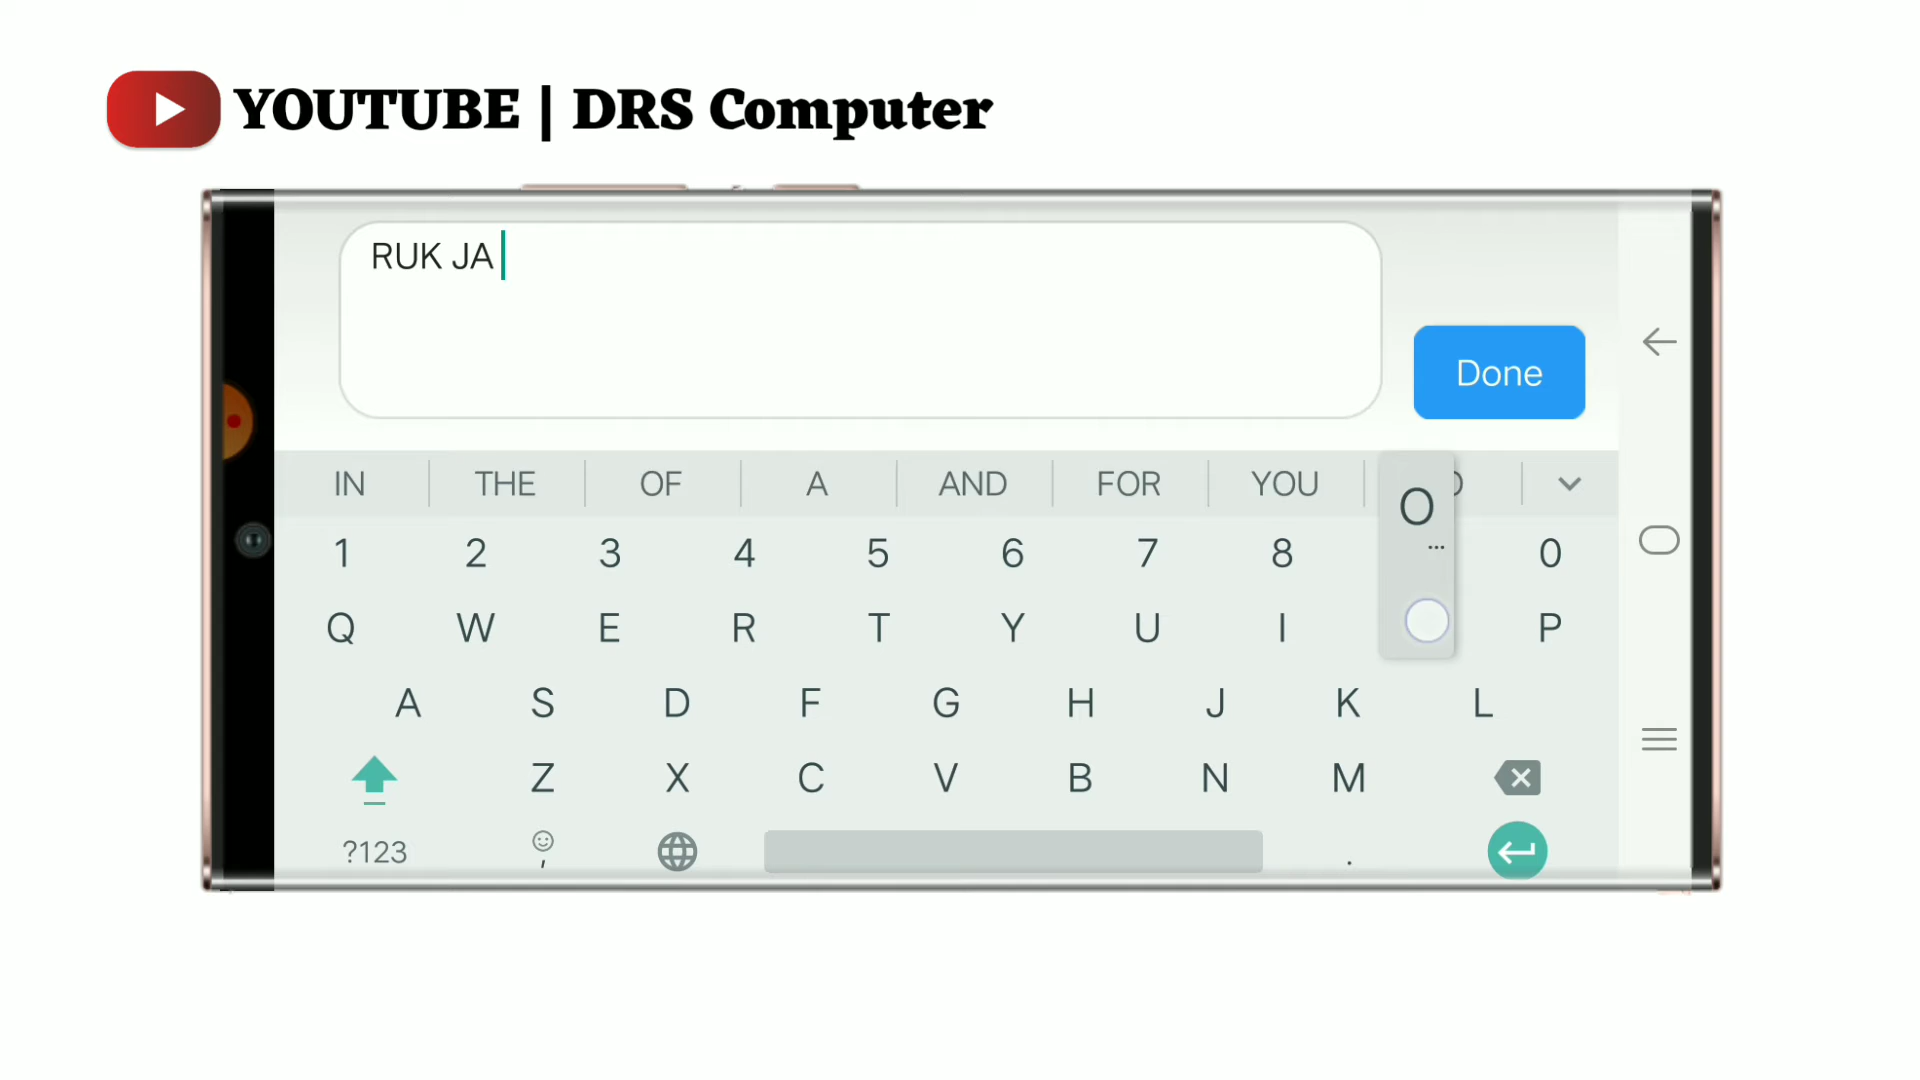 YOUTUBE | DRS Computer
RUK JA
Done
IN THE OF A AND FOR YOU
O
...
1 2 3 4 5 6 7 8 0
Q W E R T Y U I P
A S D F G H J K L
Z X C V B N M
?123 , .